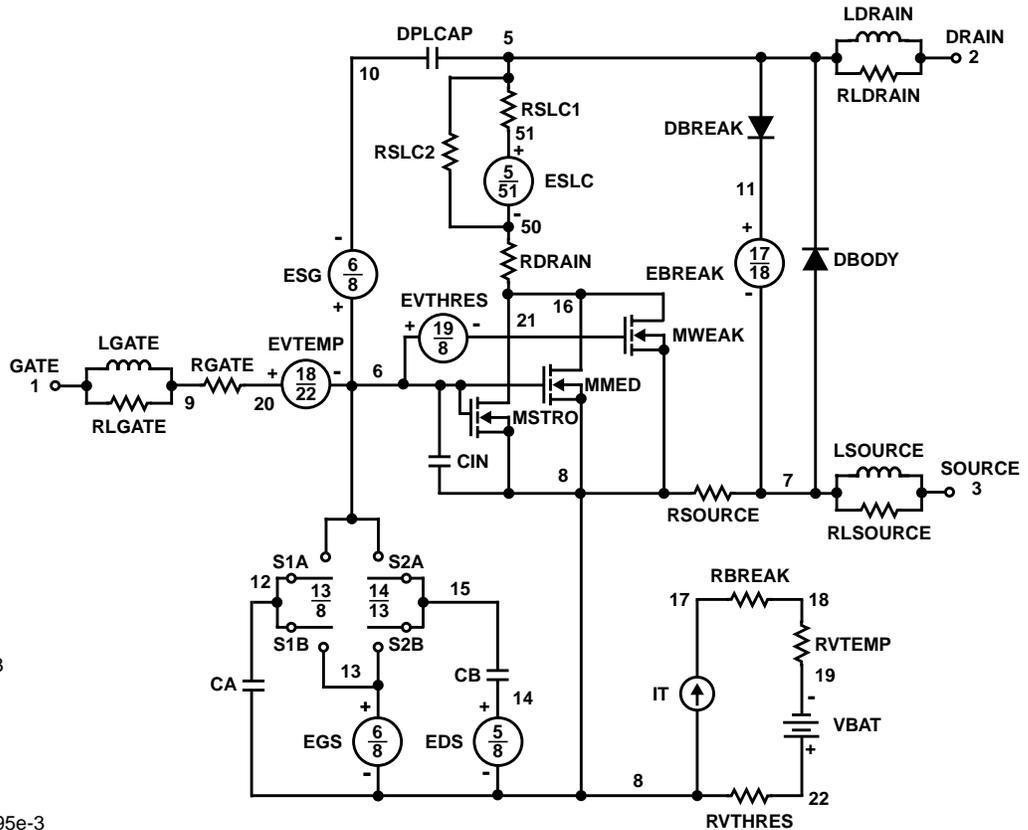 LDRAIN
DPLCAP 5 DRAIN
2
10
RLDRAIN
RSLC1
51
DBREAK
RSLC2
+
5
51
ESLC
11
-
50
+
-
RDRAIN
17
18
DBODY
ESG
6
8
EBREAK
-
+
EVTHRES
16
21
+
19
8
-
MWEAK
LGATE
EVTEMP
GATE
1
RGATE
+
18
22
-
6
MMED
9
20
MSTRO
RLGATE
LSOURCE
CIN
8
7
SOURCE
3
RSOURCE
RLSOURCE
S1A
S2A
12
13
8
14
13
15
RBREAK
17
18
S1B
S2B
RVTEMP
13
CB
19
CA
14
IT
-
+
+
VBAT
EGS
6
8
EDS
5
8
+
-
-
8
22
RVTHRES
95e-3